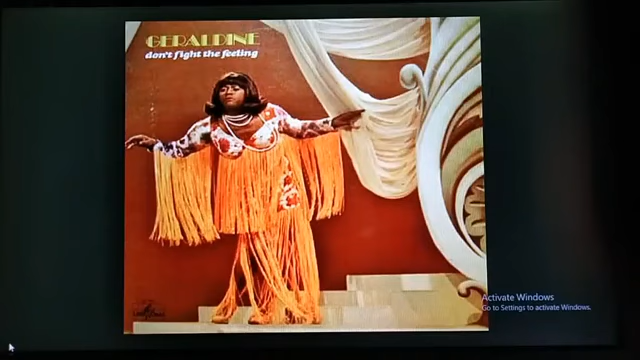 GERALDINE
don't fight the feeling
Activate Windows
Go to Settings to activate Windows.